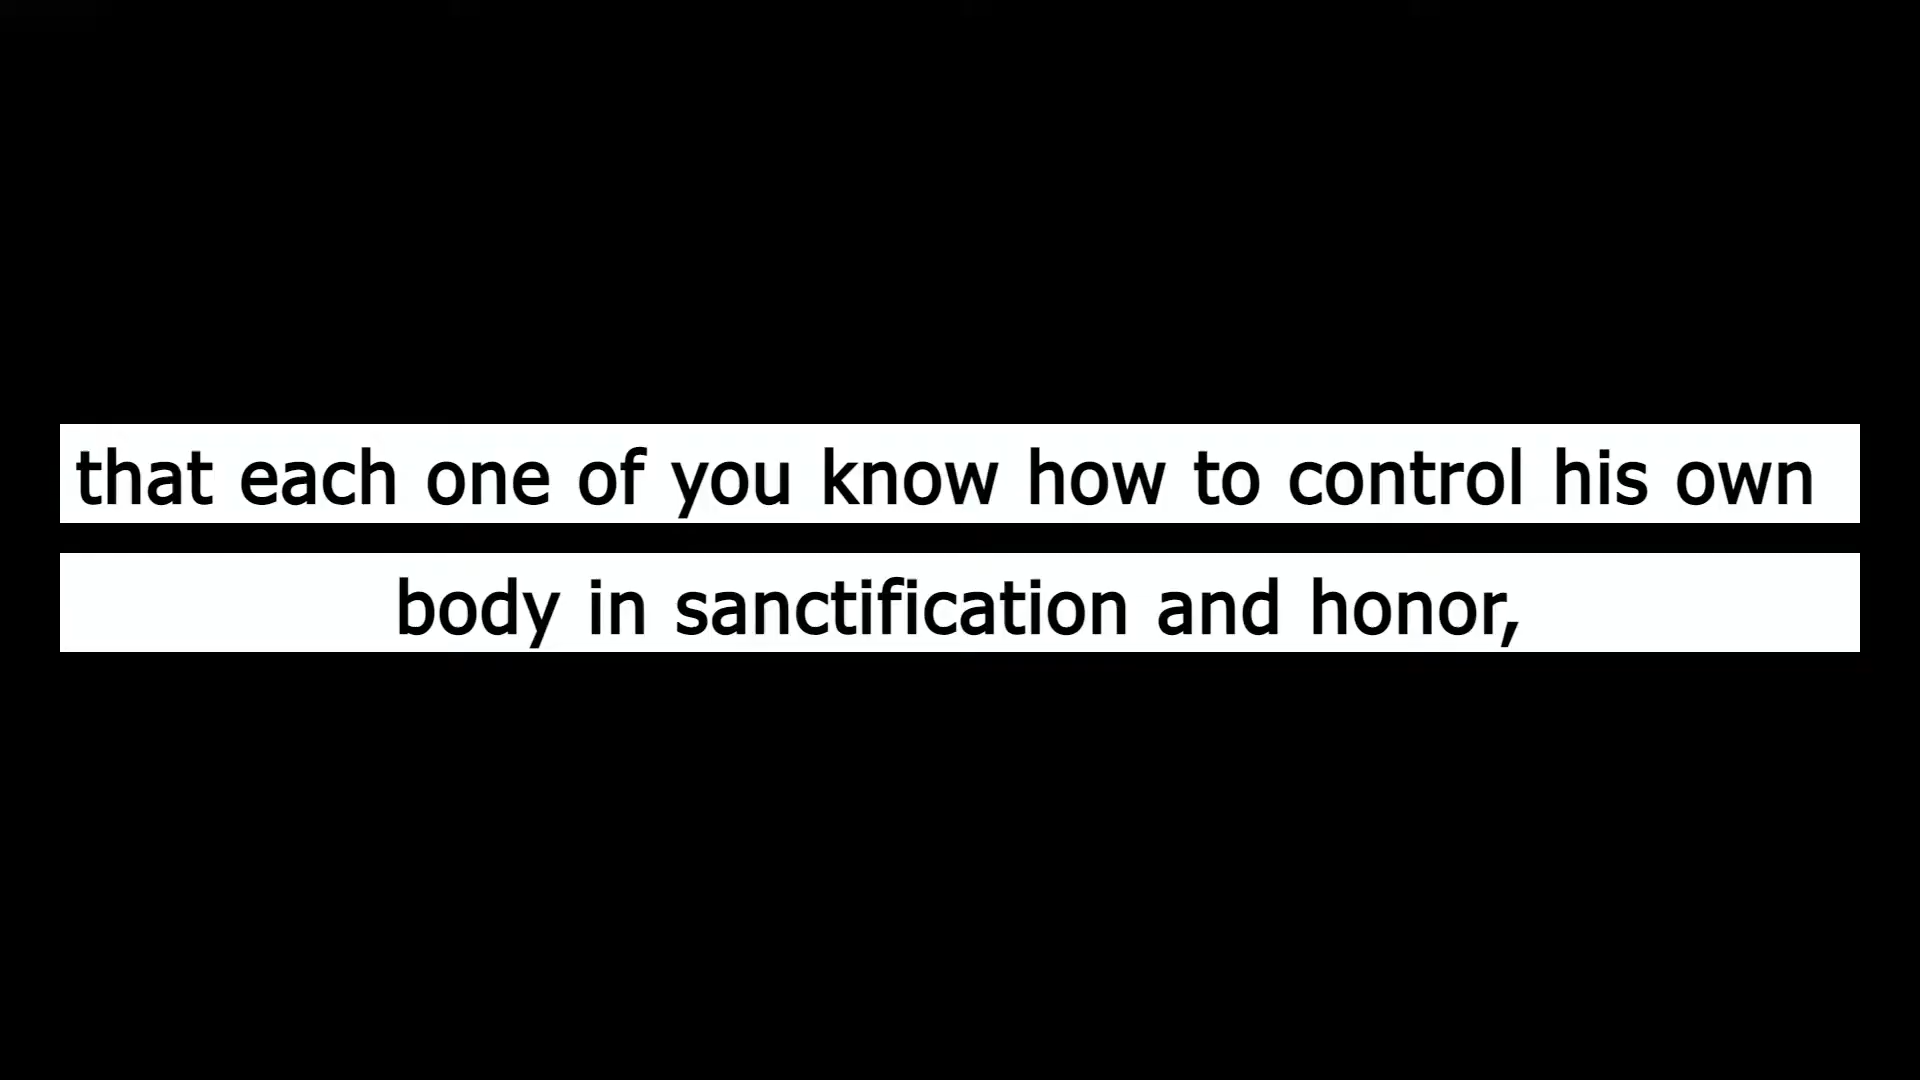 that each one of you know how to control his own
body in sanctification and honor,